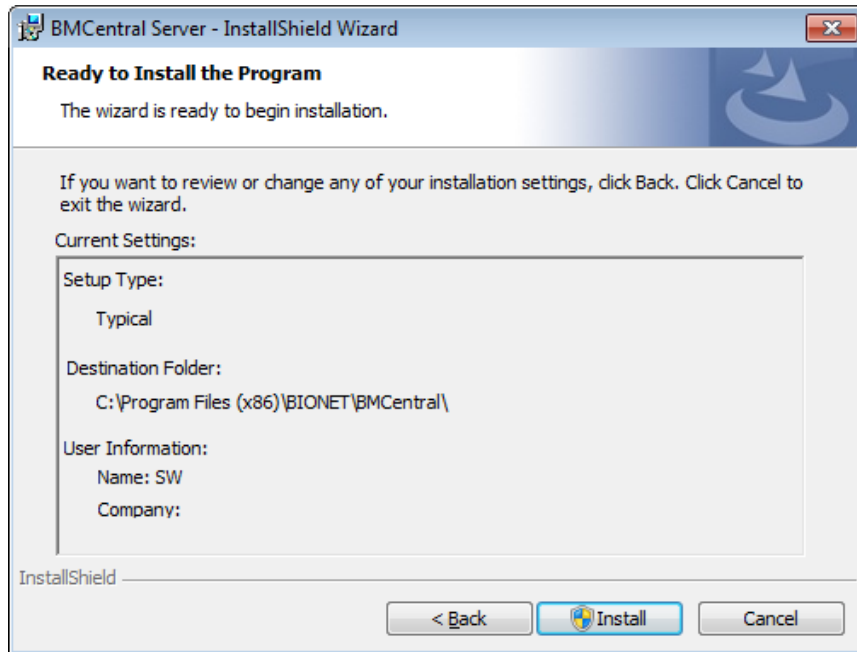 BMCentral Server - InstallShield Wizard
Ready to Install the Program
The wizard is ready to begin installation.
If you want to review or change any of your installation settings, click Back. Click Cancel to
exit the wizard.
Current Settings:
Setup Type:
Typical
Destination Folder:
C:\Program Files (x86)\BIONET\BMCentral\
User Information:
Name: SW
Company:
InstallShield
< Back
Install
Cancel